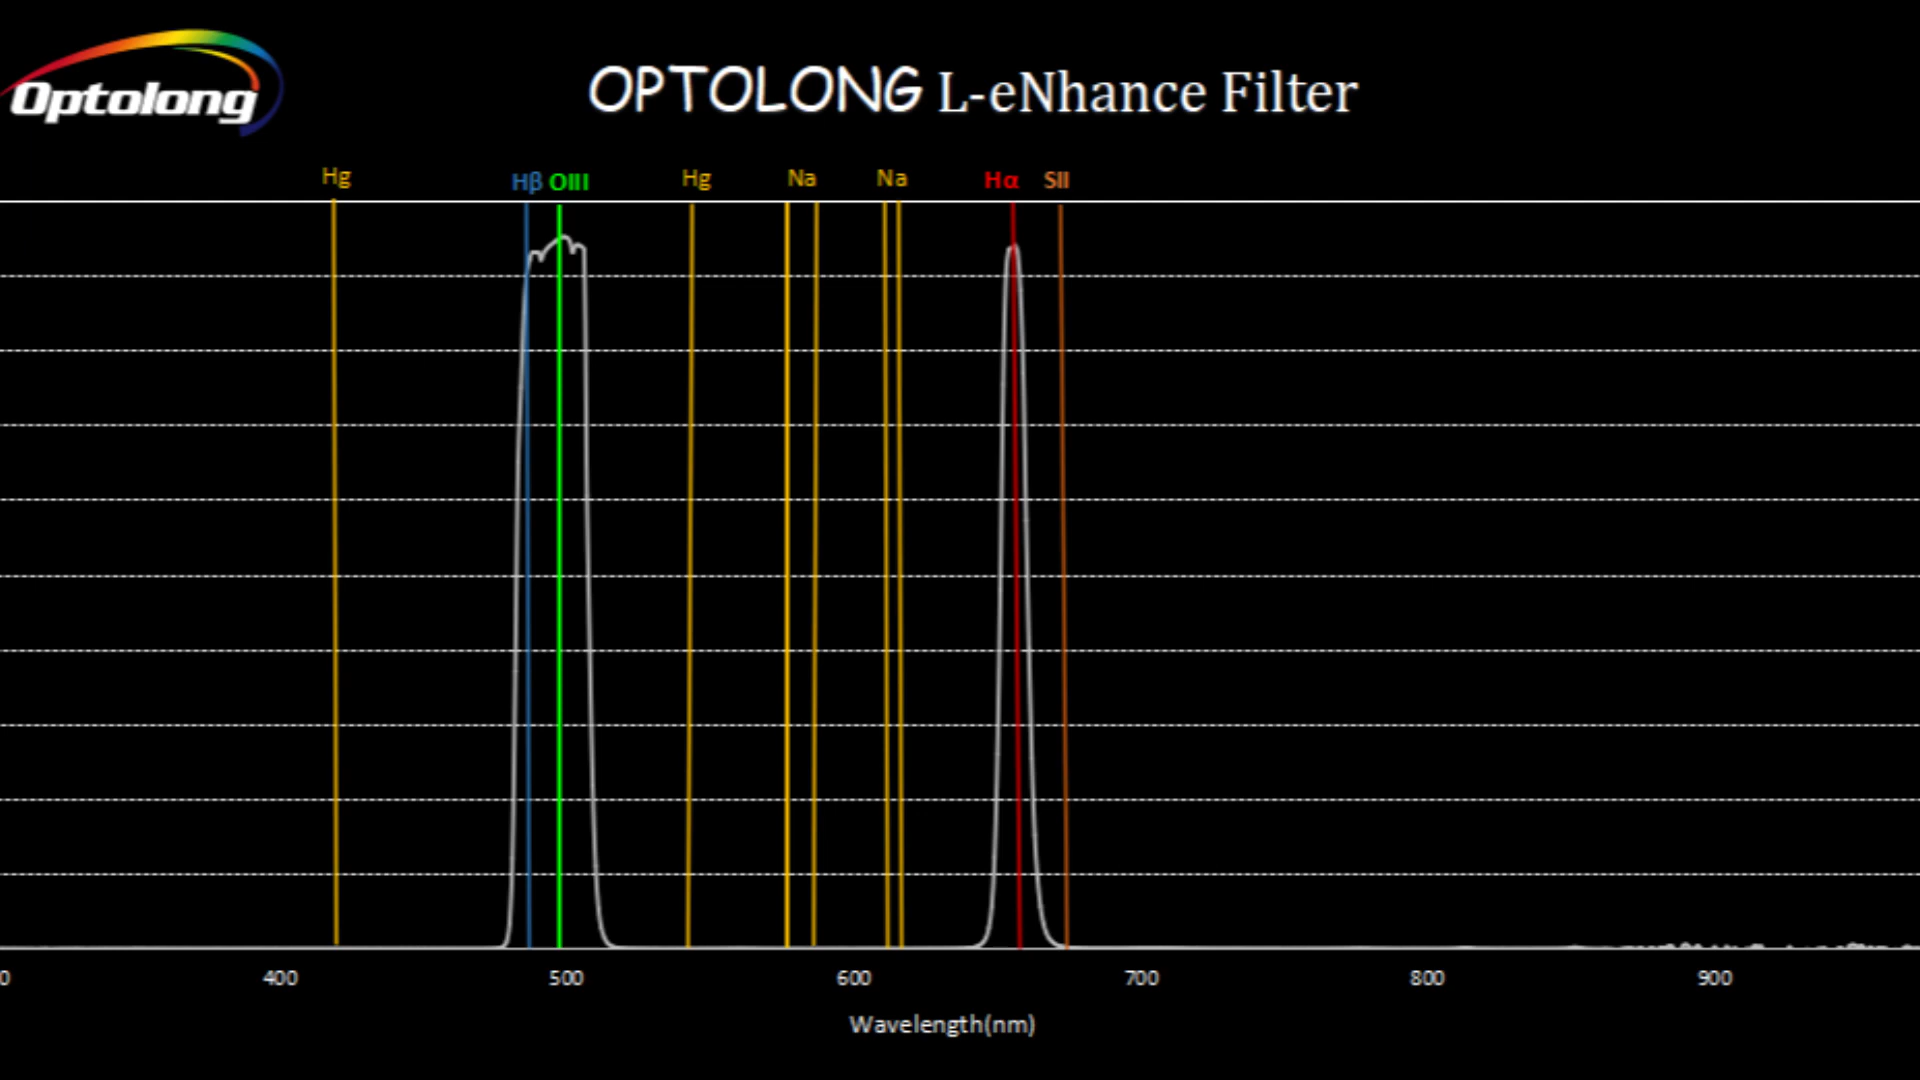 Optolong
OPTOLONG L-eNhance Filter
Hg Hβ OIII Hg Na Na Hα SII
0 400 500 600 700 800 900
Wavelength(nm)